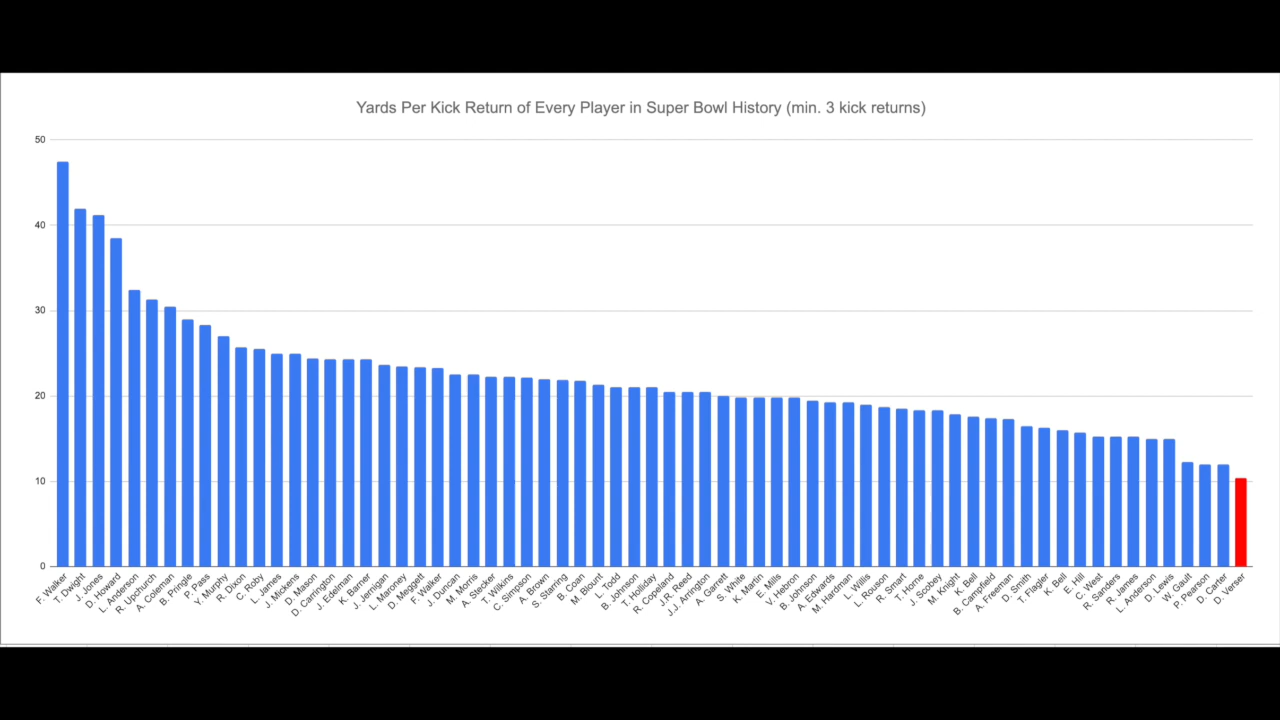 Yards Per Kick Return of Every Player in Super Bowl History (min. 3 kick returns)
50
40
30
20
10
0
F. Walker
T. Dwight
J. Jones
D. Howard
L. Anderson
R. Upchurch
A. Coleman
B. Pringle
P. Pass
Y. Murphy
R. Dixon
C. Roby
L. James
J. Mickens
D. Mason
D. Carrington
J. Edelman
K. Barner
J. Jernigan
L. Maroney
D. Meggett
F. Walker
J. Duncan
M. Morris
A. Stecker
T. Wilkins
C. Simpson
A. Brown
S. Starring
B. Coan
M. Blount
L. Todd
B. Johnson
T. Holliday
R. Copeland
J.R. Reed
J.J. Arrington
A. Garrett
S. White
K. Martin
E. Mills
V. Hebron
B. Johnson
A. Edwards
M. Hardman
L. Willis
L. Rouson
R. Smart
T. Horne
J. Scobey
M. Knight
K. Bell
B. Campfield
A. Freeman
D. Smith
T. Flagler
K. Bell
E. Hill
C. West
R. Sanders
R. James
L. Anderson
D. Lewis
W. Gault
P. Pearson
D. Carter
D. Verser